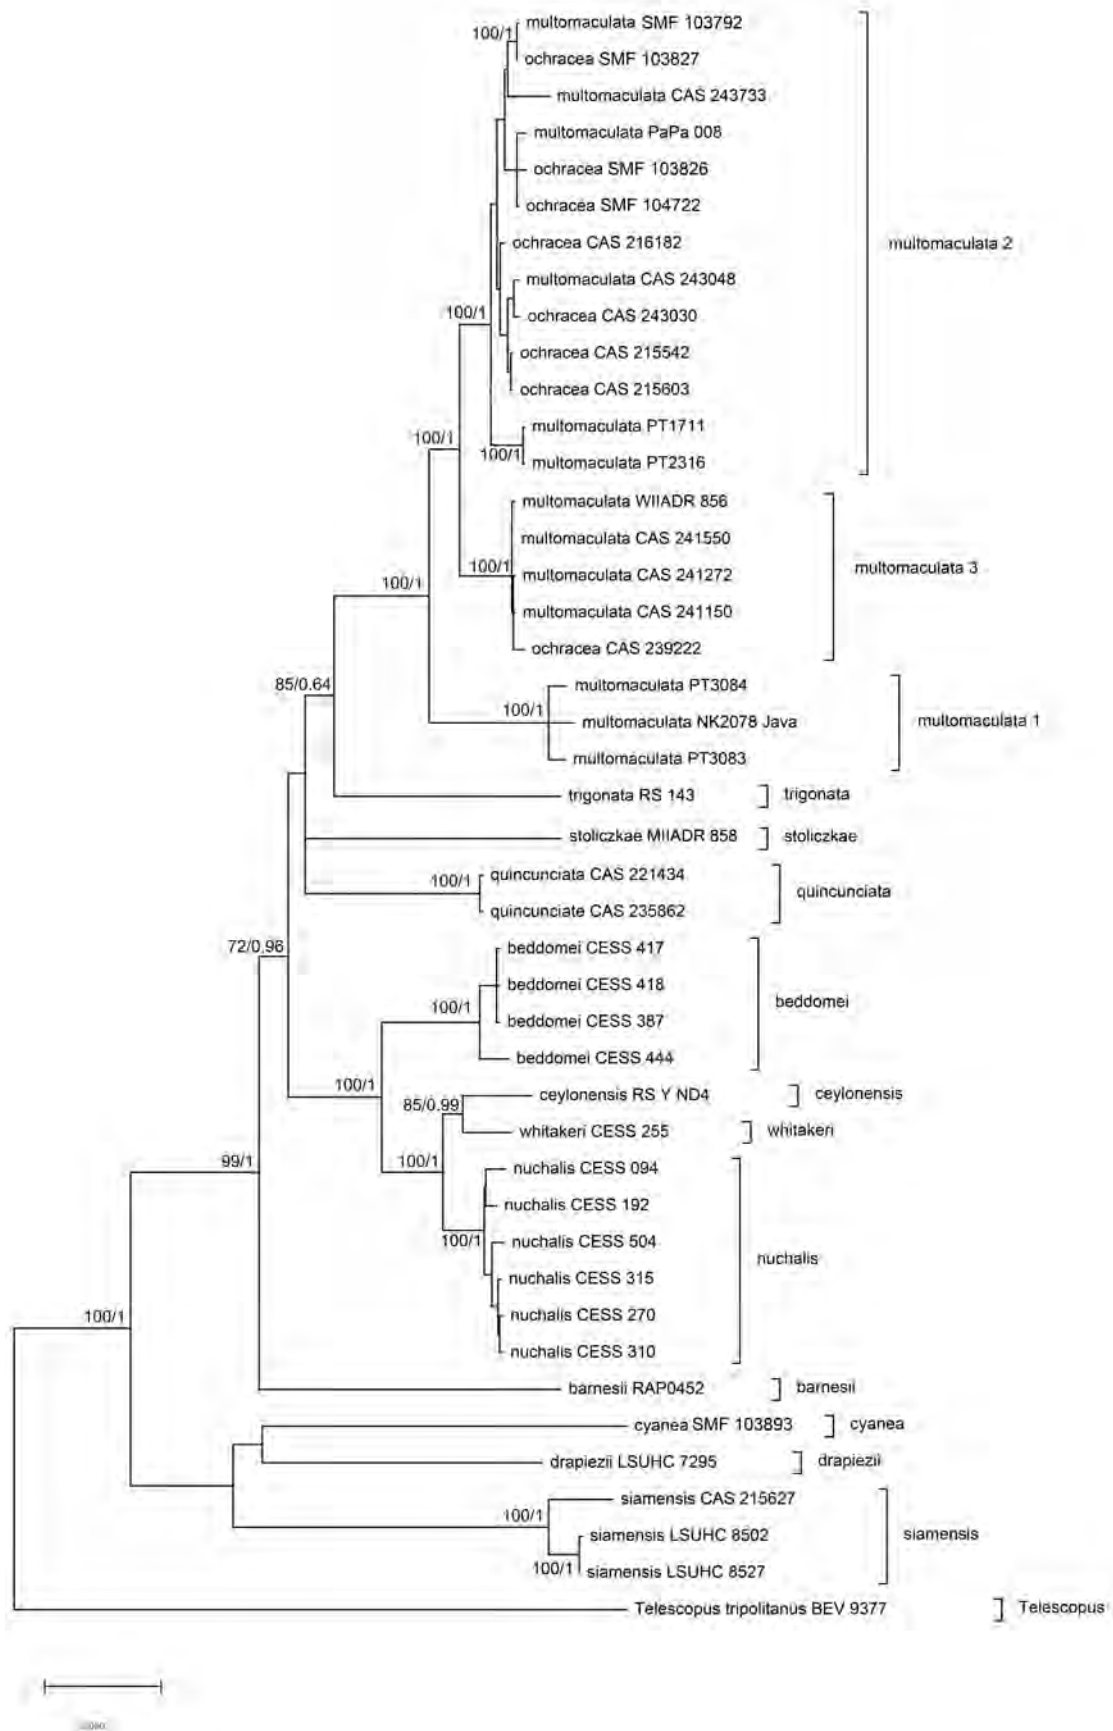 100/1
multomaculata SMF 103792
ochracea SMF 103827
multomaculata CAS 243733
multomaculata PaPa 008
ochracea SMF 103826
ochracea SMF 104722
ochracea CAS 216182
multomaculata 2
multomaculata CAS 243048
100/1
ochracea CAS 243030
ochracea CAS 215542
ochracea CAS 215603
multomaculata PT1711
100/1
100/1
multomaculata PT2316
multomaculata WIIADR 856
multomaculata CAS 241550
100/1
multomaculata CAS 241272
multomaculata 3
100/1
multomaculata CAS 241150
ochracea CAS 239222
85/0.64
multomaculata PT3084
100/1
multomaculata NK2078 Java
multomaculata 1
multomaculata PT3083
trigonata RS 143
trigonata
stoliczkae MIIADR 858
stoliczkae
100/1
quincunciata CAS 221434
quincunciata
quincunciate CAS 235862
72/0.96
beddomei CESS 417
100/1
beddomei CESS 418
beddomei
beddomei CESS 387
beddomei CESS 444
100/1
ceylonensis RS Y ND4
ceylonensis
85/0.99
whitakeri CESS 255
whitakeri
99/1
100/1
nuchalis CESS 094
nuchalis CESS 192
100/1
nuchalis CESS 504
nuchalis
nuchalis CESS 315
100/1
nuchalis CESS 270
nuchalis CESS 310
barnesii RAP0452
barnesii
cyanea SMF 103893
cyanea
drapiezii LSUHC 7295
drapiezii
siamensis CAS 215627
100/1
siamensis LSUHC 8502
siamensis
100/1
siamensis LSUHC 8527
Telescopus tripolitanus BEV 9377
Telescopus